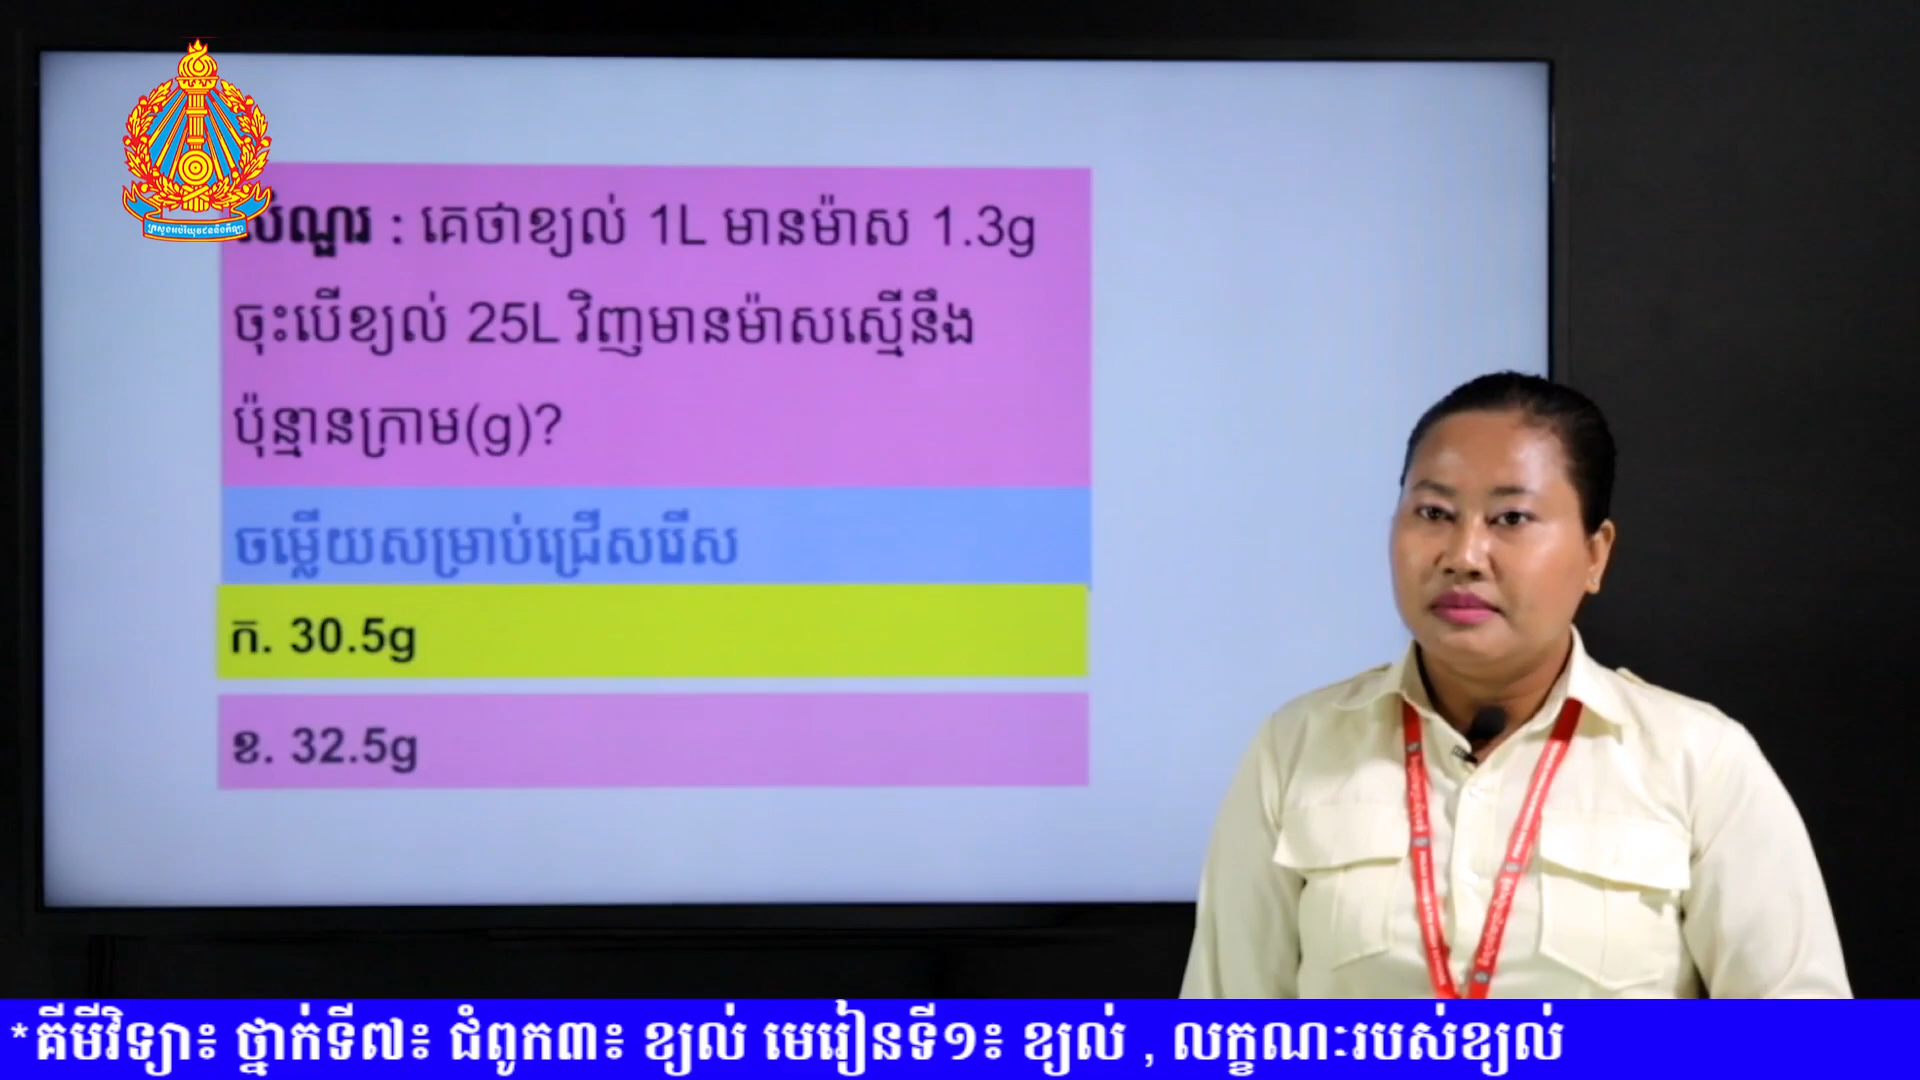 សំណួរ : គេថាខ្យល់ 1L មានម៉ាស 1.3g
ចុះបើខ្យល់ 25L វិញមានម៉ាសស្មើនឹង
ប៉ុន្មានក្រាម(g)?
ចម្លើយសម្រាប់ជ្រើសរើស
ក. 30.5g
ខ. 32.5g
*គីមីវិទ្យា៖ ថ្នាក់ទី៧៖ ជំពូក៣៖ ខ្យល់ មេរៀនទី១៖ ខ្យល់ , លក្ខណៈរបស់ខ្យល់